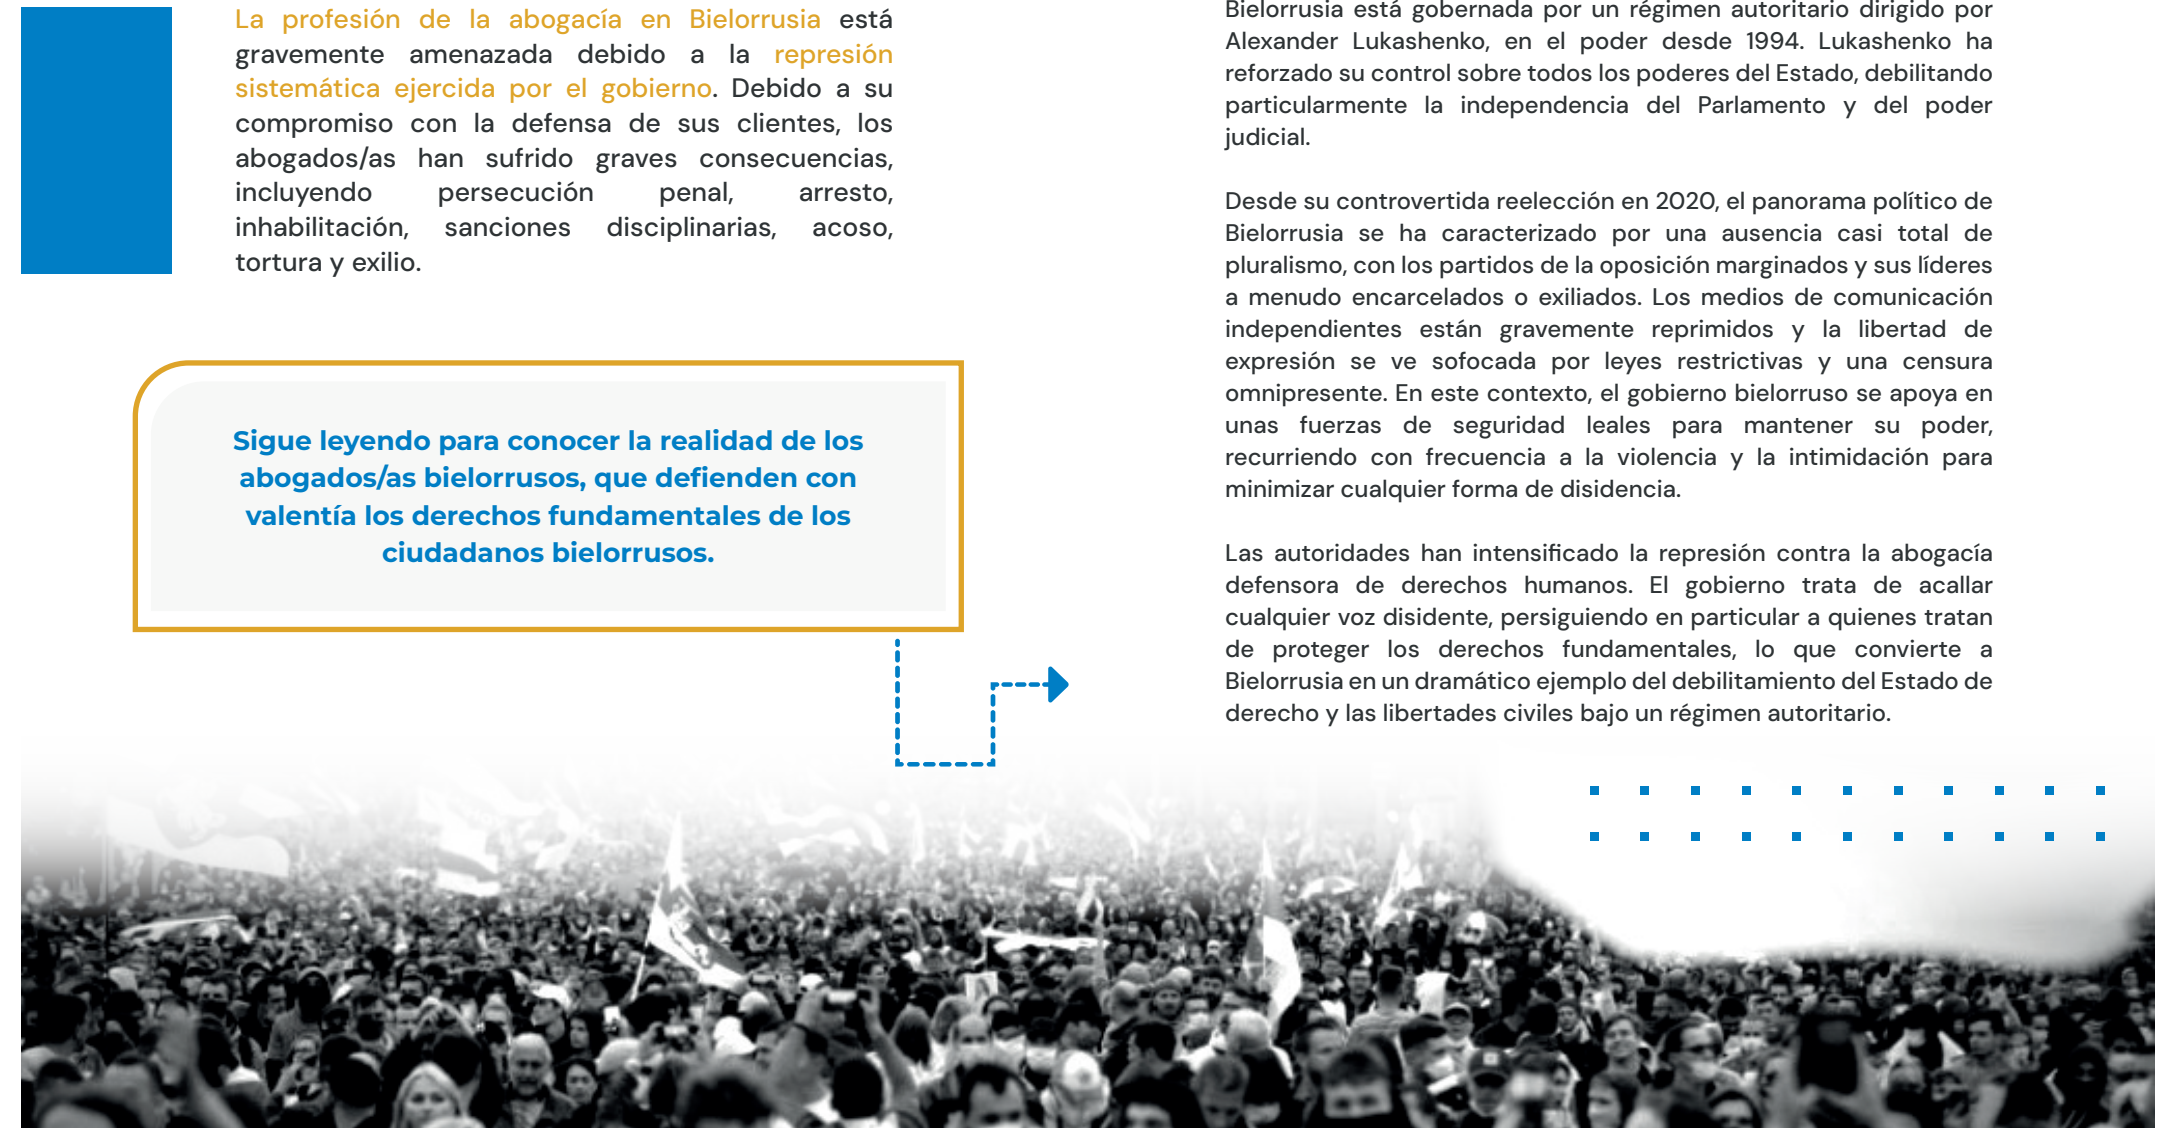 La profesión de la abogacía en Bielorrusia está
gravemente amenazada debido a la represión
sistemática ejercida por el gobierno. Debido a su
compromiso con la defensa de sus clientes, los
abogados/as han sufrido graves consecuencias,
incluyendo persecución penal, arresto,
inhabilitación, sanciones disciplinarias, acoso,
tortura y exilio.
Sigue leyendo para conocer la realidad de los
abogados/as bielorrusos, que defienden con
valentía los derechos fundamentales de los
ciudadanos bielorrusos.
Bielorrusia está gobernada por un régimen autoritario dirigido por
Alexander Lukashenko, en el poder desde 1994. Lukashenko ha
reforzado su control sobre todos los poderes del Estado, debilitando
particularmente la independencia del Parlamento y del poder
judicial.
Desde su controvertida reelección en 2020, el panorama político de
Bielorrusia se ha caracterizado por una ausencia casi total de
pluralismo, con los partidos de la oposición marginados y sus líderes
a menudo encarcelados o exiliados. Los medios de comunicación
independientes están gravemente reprimidos y la libertad de
expresión se ve sofocada por leyes restrictivas y una censura
omnipresente. En este contexto, el gobierno bielorruso se apoya en
unas fuerzas de seguridad leales para mantener su poder,
recurriendo con frecuencia a la violencia y la intimidación para
minimizar cualquier forma de disidencia.
Las autoridades han intensificado la represión contra la abogacía
defensora de derechos humanos. El gobierno trata de acallar
cualquier voz disidente, persiguiendo en particular a quienes tratan
de proteger los derechos fundamentales, lo que convierte a
Bielorrusia en un dramático ejemplo del debilitamiento del Estado de
derecho y las libertades civiles bajo un régimen autoritario.